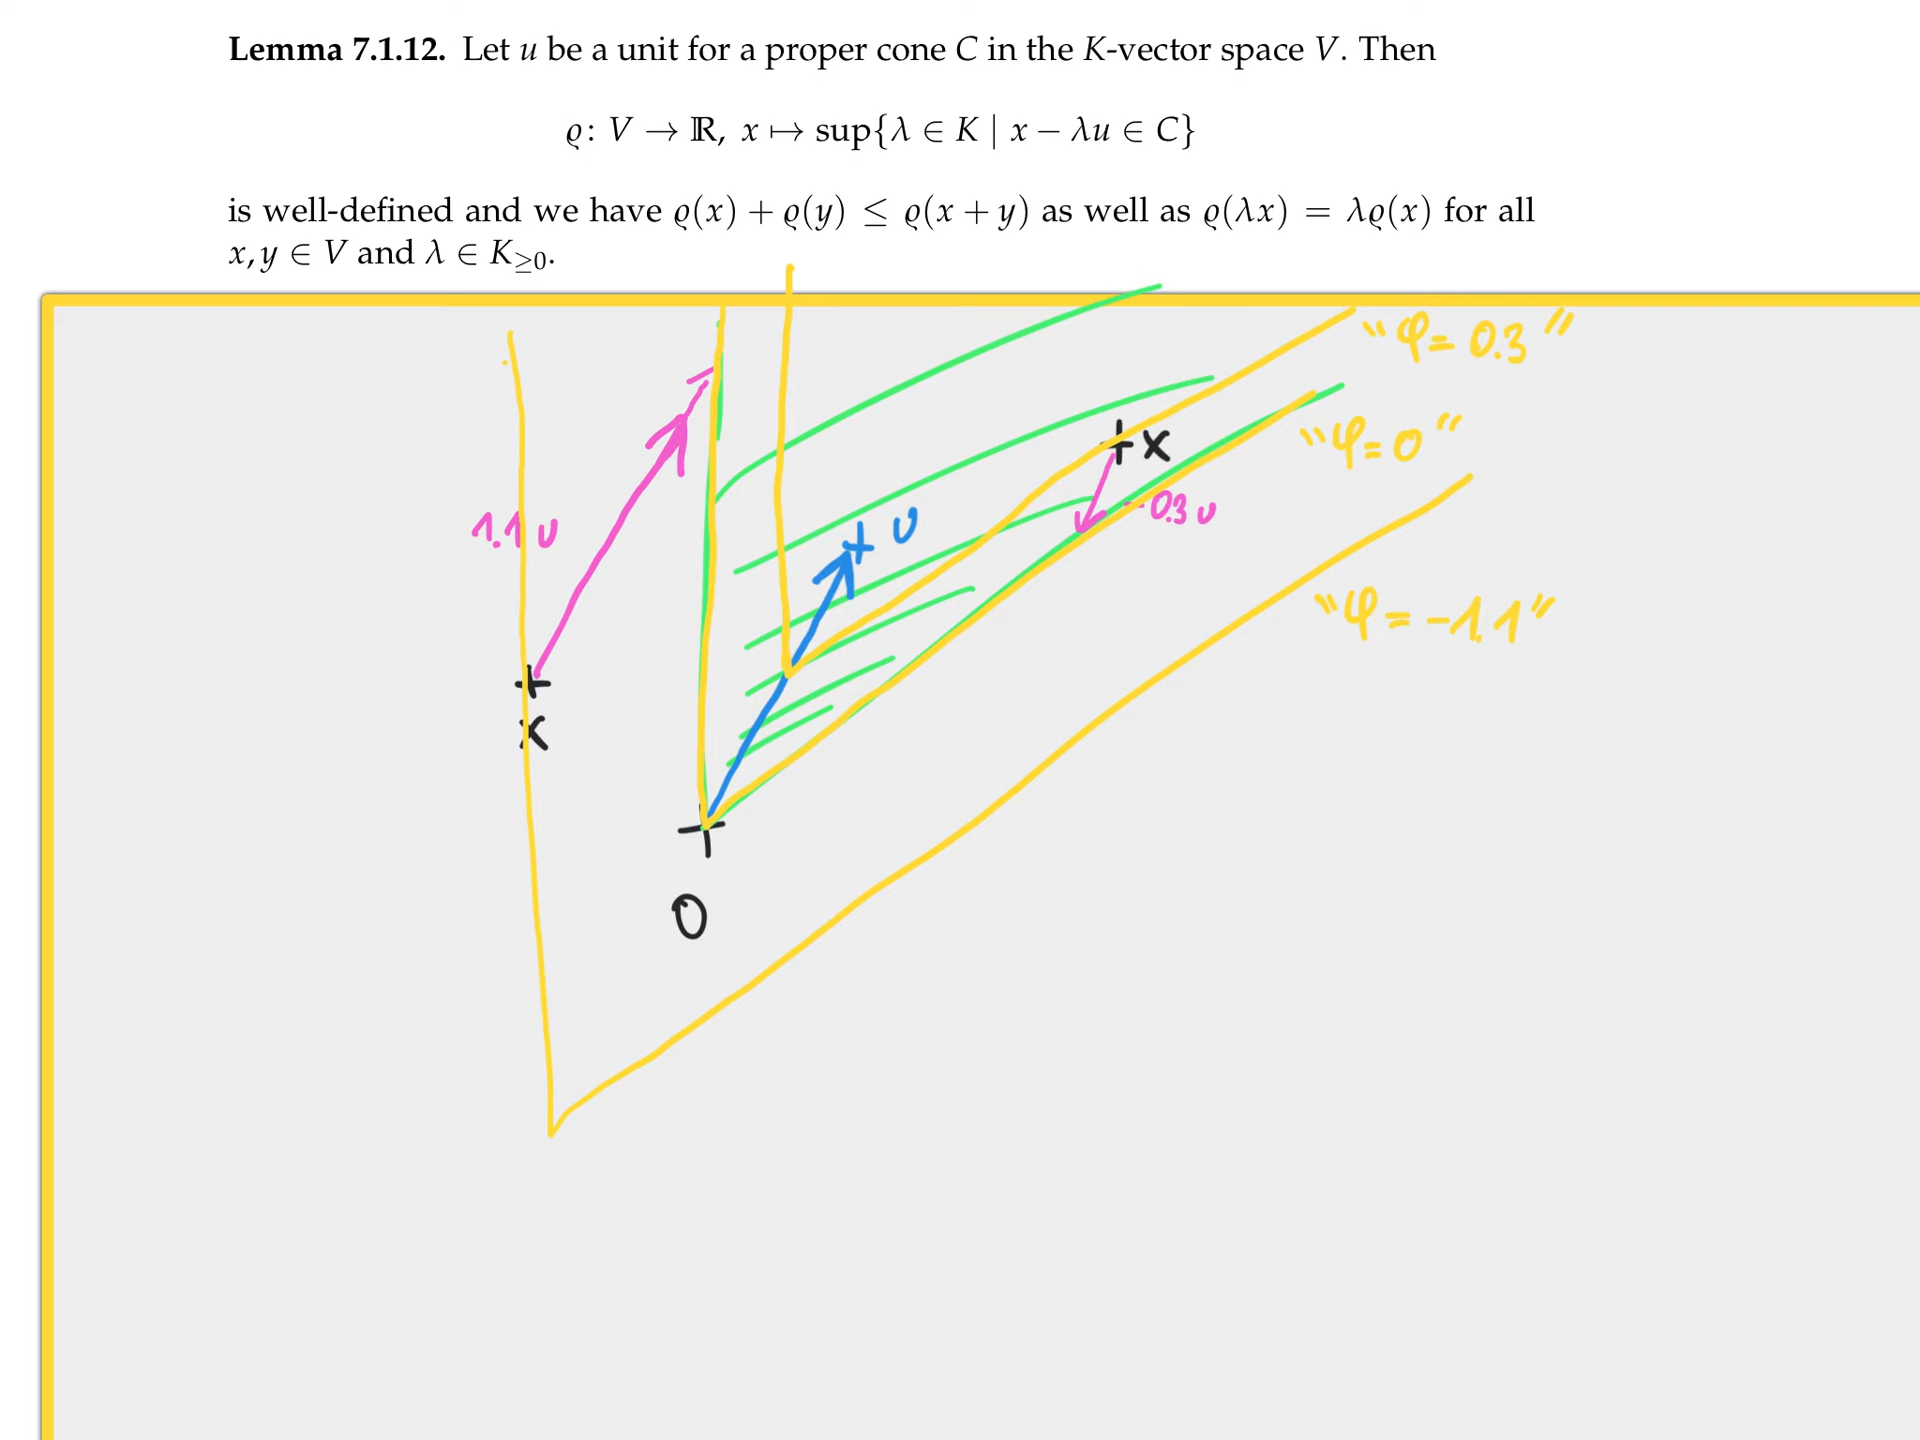 Lemma 7.1.12. Let u be a unit for a proper cone C in the K-vector space V. Then
ϱ: V → ℝ, x ↦ sup{λ ∈ K | x − λu ∈ C}
is well-defined and we have ϱ(x) + ϱ(y) ≤ ϱ(x + y) as well as ϱ(λx) = λϱ(x) for all
x, y ∈ V and λ ∈ K≥0.
"φ = 0.3"
"φ = 0"
x
-0.3 u
u
1.1 u
"φ = -1.1"
x
0